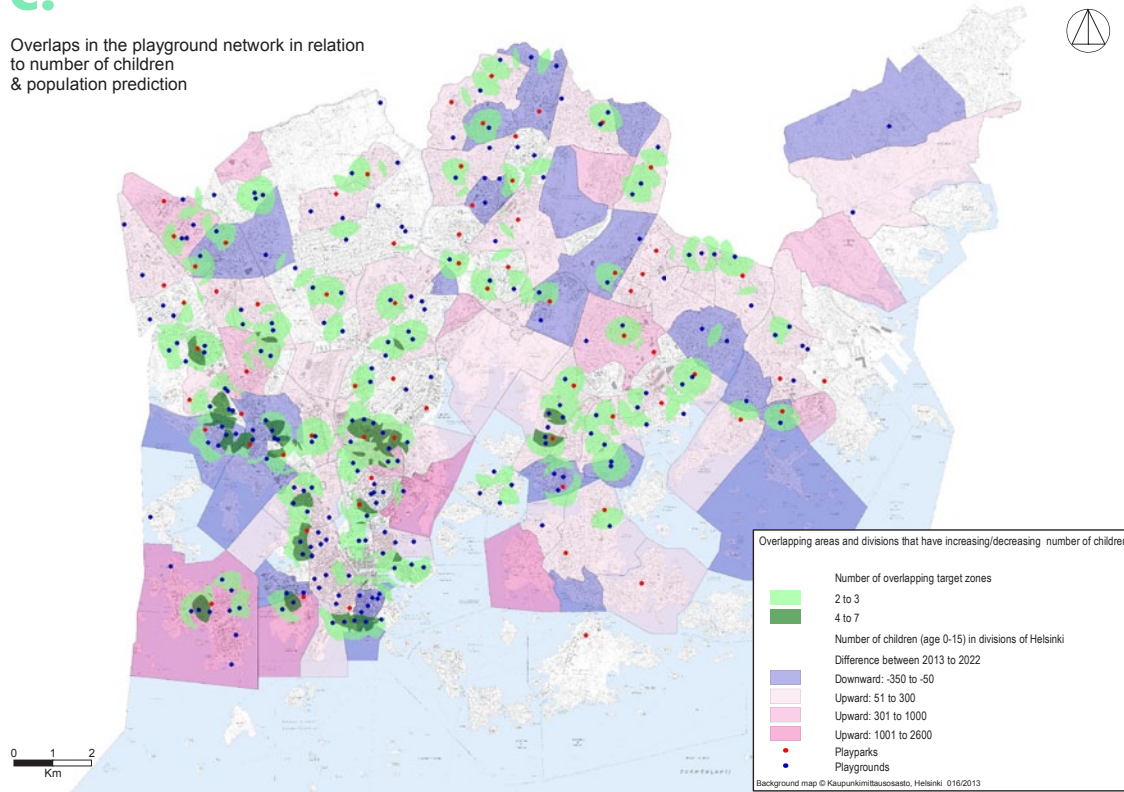 c.
Overlaps in the playground network in relation
to number of children
& population prediction
Overlapping areas and divisions that have increasing/decreasing number of children
Number of overlapping target zones
2 to 3
4 to 7
Number of children (age 0-15) in divisions of Helsinki
Difference between 2013 to 2022
Downward: -350 to -50
Upward: 51 to 300
Upward: 301 to 1000
Upward: 1001 to 2600
Playparks
Playgrounds
Background map © Kaupunkimittausosasto, Helsinki 016/2013
0 1 2
Km